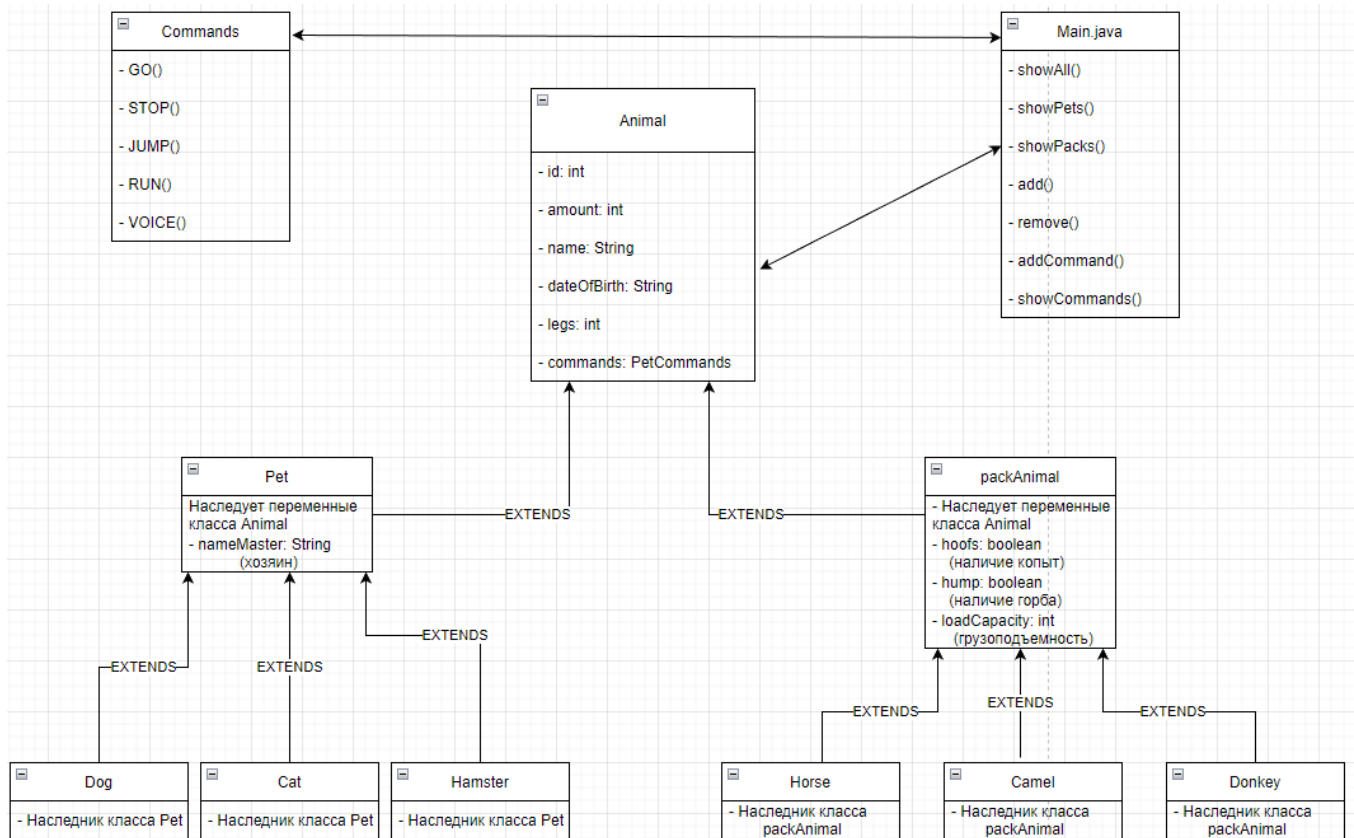 Commands
- GO()
- STOP()
- JUMP()
- RUN()
- VOICE()
Main.java
- showAll()
- showPets()
- showPacks()
- add()
- remove()
- addCommand()
- showCommands()
Animal
- id: int
- amount: int
- name: String
- dateOfBirth: String
- legs: int
- commands: PetCommands
Pet
Наследует переменные
класса Animal
- nameMaster: String
(хозяин)
EXTENDS
EXTENDS
packAnimal
- Наследует переменные
класса Animal
- hoofs: boolean
(наличие копыт)
- hump: boolean
(наличие горба)
- loadCapacity: int
(грузоподъемность)
EXTENDS
EXTENDS
EXTENDS
EXTENDS
EXTENDS
EXTENDS
Dog
- Наследник класса Pet
Cat
- Наследник класса Pet
Hamster
- Наследник класса Pet
Horse
- Наследник класса
packAnimal
Camel
- Наследник класса
packAnimal
Donkey
- Наследник класса
packAnimal